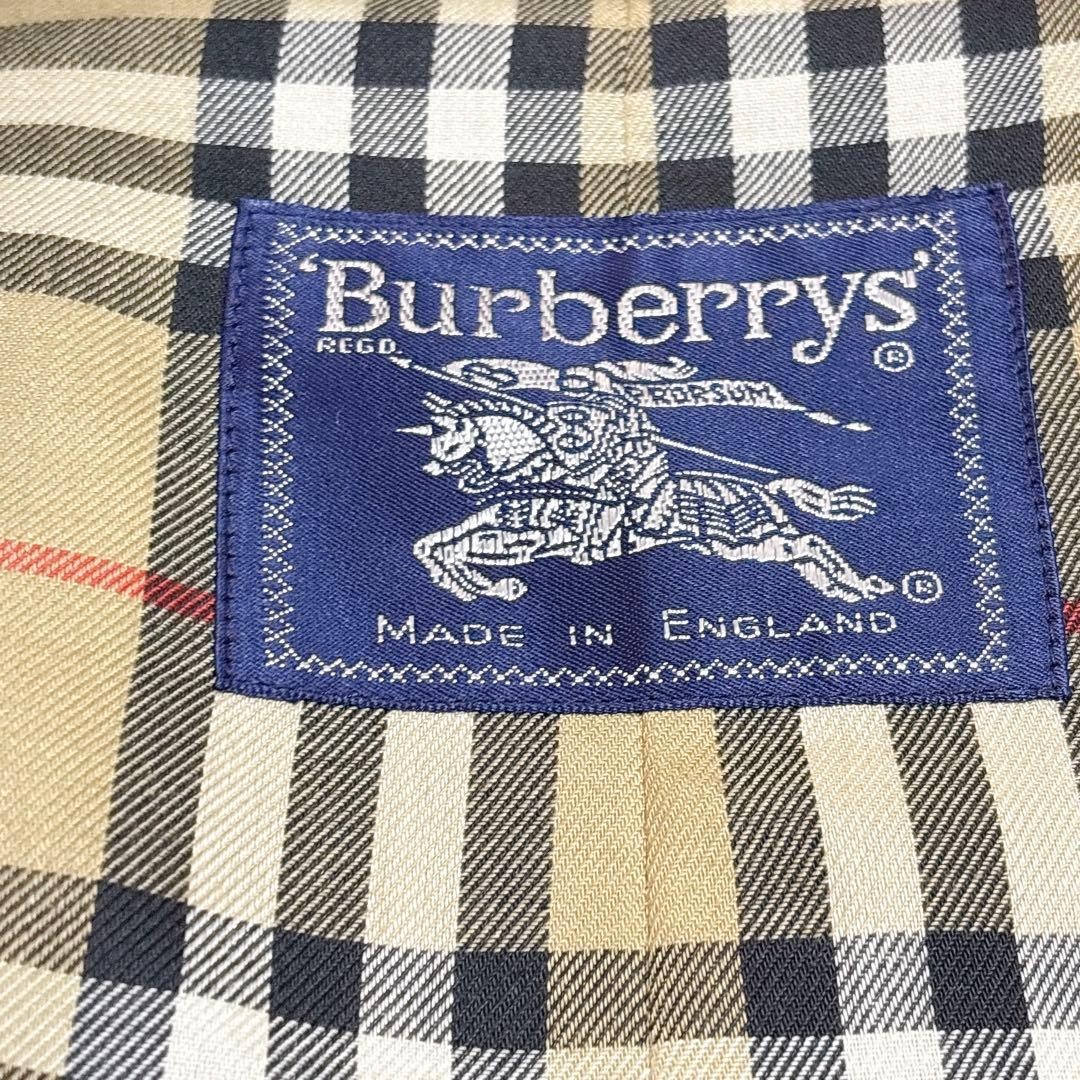 'Burberrys'
REGD. ®
PRORSUM
®
MADE IN ENGLAND